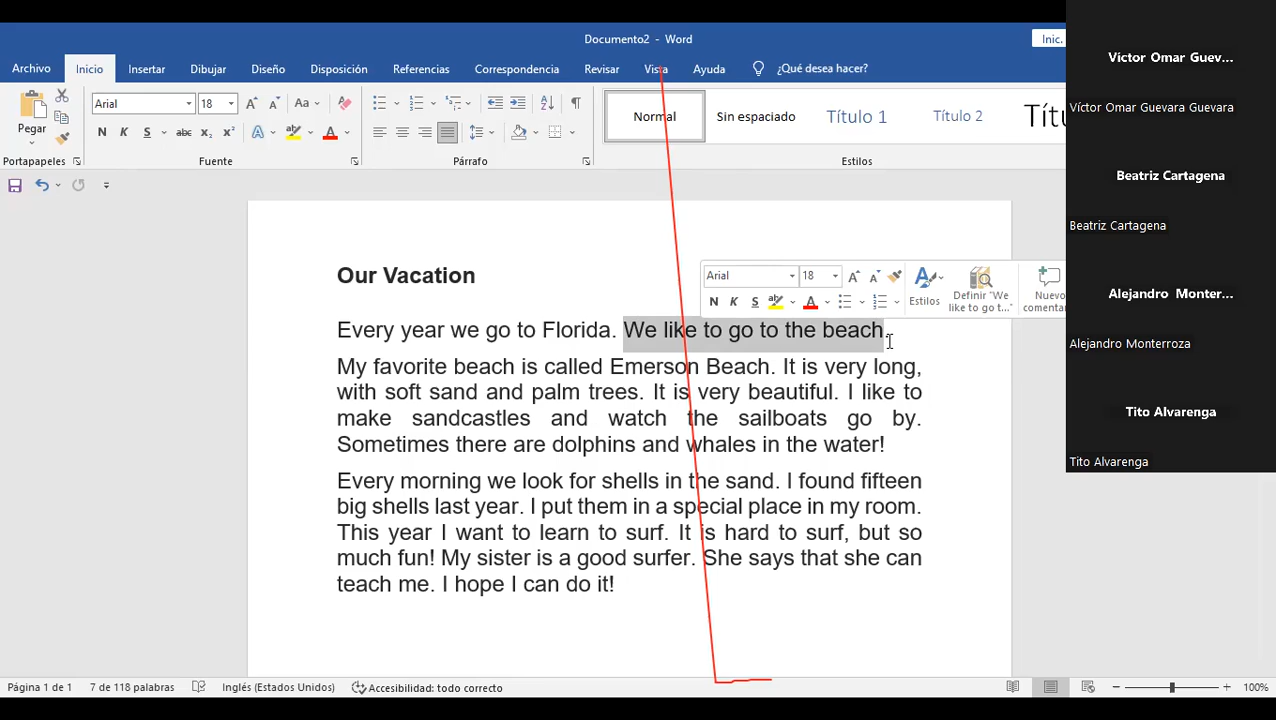 Documento2 - Word
Inic.
Archivo Inicio Insertar Dibujar Diseño Disposición Referencias Correspondencia Revisar Vista Ayuda ¿Qué desea hacer?
Pegar
Arial 18 Aa
N K S abc x₂ x² A A
Normal
Sin espaciado
Título 1
Título 2
Portapapeles Fuente Párrafo Estilos
Our Vacation
Arial 18
N K S A
Estilos
Definir "We
like to go t..."
Nuevo
comentar
Every year we go to Florida. We like to go to the beach.
My favorite beach is called Emerson Beach. It is very long,
with soft sand and palm trees. It is very beautiful. I like to
make sandcastles and watch the sailboats go by.
Sometimes there are dolphins and whales in the water!
Every morning we look for shells in the sand. I found fifteen
big shells last year. I put them in a special place in my room.
This year I want to learn to surf. It is hard to surf, but so
much fun! My sister is a good surfer. She says that she can
teach me. I hope I can do it!
Página 1 de 1 7 de 118 palabras Inglés (Estados Unidos) Accesibilidad: todo correcto 100%
Víctor Omar Guev...
Víctor Omar Guevara Guevara
Beatriz Cartagena
Beatriz Cartagena
Alejandro Monter...
Alejandro Monterroza
Tito Alvarenga
Tito Alvarenga